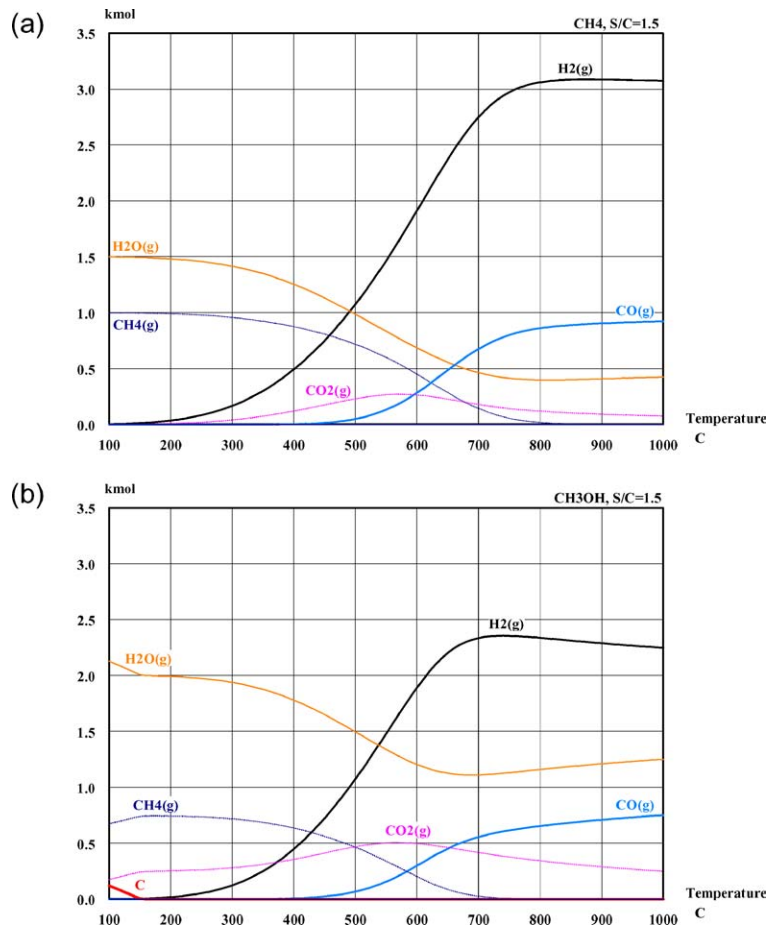 (a)
kmol
CH4, S/C=1.5
3.5
H2(g)
3.0
2.5
2.0
1.5
H2O(g)
1.0
CH4(g)
CO(g)
0.5
CO2(g)
0.0
Temperature
C
100 200 300 400 500 600 700 800 900 1000
(b)
kmol
CH3OH, S/C=1.5
3.5
3.0
2.5
H2(g)
2.0
H2O(g)
1.5
1.0
CH4(g)
CO(g)
0.5
CO2(g)
C
0.0
Temperature
C
100 200 300 400 500 600 700 800 900 1000